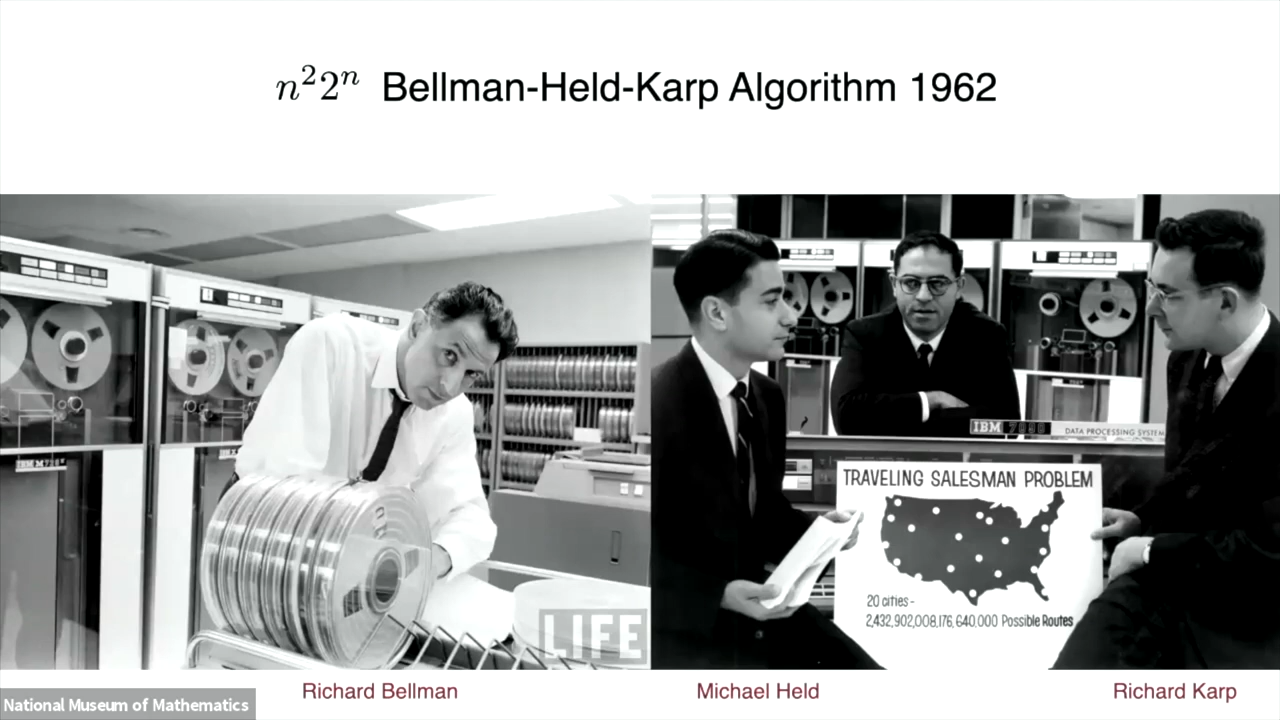 n²2ⁿ Bellman-Held-Karp Algorithm 1962
IBM 7090 DATA PROCESSING SYSTEM
TRAVELING SALESMAN PROBLEM
20 cities -
2,432,902,008,176,640,000 Possible Routes
LIFE
Richard Bellman
Michael Held
Richard Karp
National Museum of Mathematics